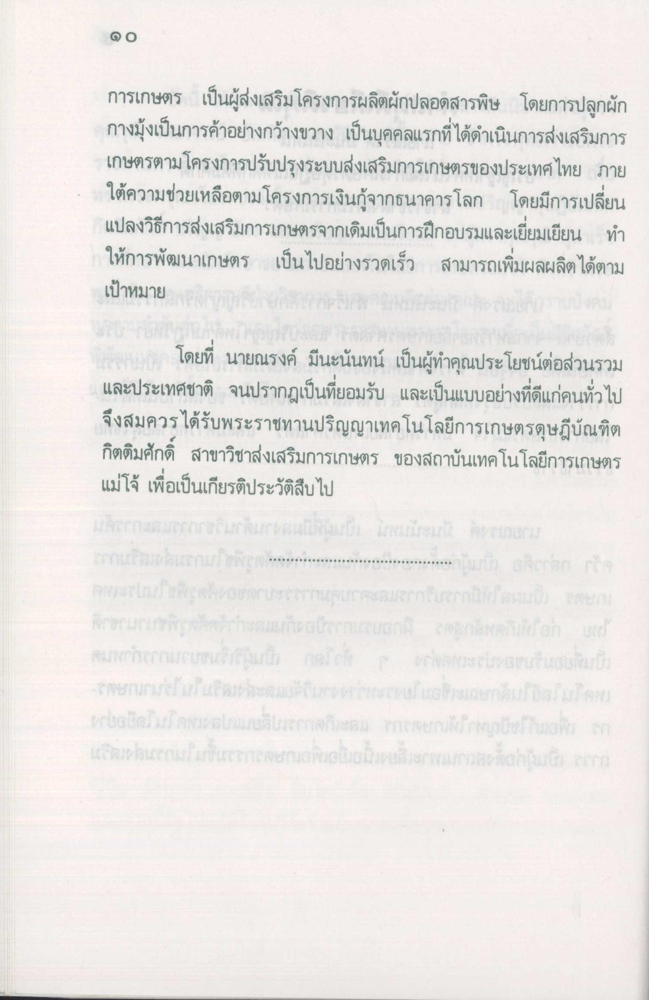 ๑๐
การเกษตร เป็นผู้ส่งเสริมโครงการผลิตผักปลอดสารพิษ โดยการปลูกผัก
กางมุ้งเป็นการค้าอย่างกว้างขวาง เป็นบุคคลแรกที่ได้ดำเนินการส่งเสริมการ
เกษตรตามโครงการปรับปรุงระบบส่งเสริมการเกษตรของประเทศไทย ภาย
ใต้ความช่วยเหลือตามโครงการเงินกู้จากธนาคารโลก โดยมีการเปลี่ยน
แปลงวิธีการส่งเสริมการเกษตรจากเดิมเป็นการฝึกอบรมและเยี่ยมเยียน ทำ
ให้การพัฒนาเกษตร เป็นไปอย่างรวดเร็ว สามารถเพิ่มผลผลิตได้ตาม
เป้าหมาย
โดยที่ นายณรงค์ มีนะนันทน์ เป็นผู้ทำคุณประโยชน์ต่อส่วนรวม
และประเทศชาติ จนปรากฎเป็นที่ยอมรับ และเป็นแบบอย่างที่ดีแก่คนทั่วไป
จึงสมควรได้รับพระราชทานปริญญาเทคโนโลยีการเกษตรดุษฎีบัณฑิต
กิตติมศักดิ์ สาขาวิชาส่งเสริมการเกษตร ของสถาบันเทคโนโลยีการเกษตร
แม่โจ้ เพื่อเป็นเกียรติประวัติสืบไป